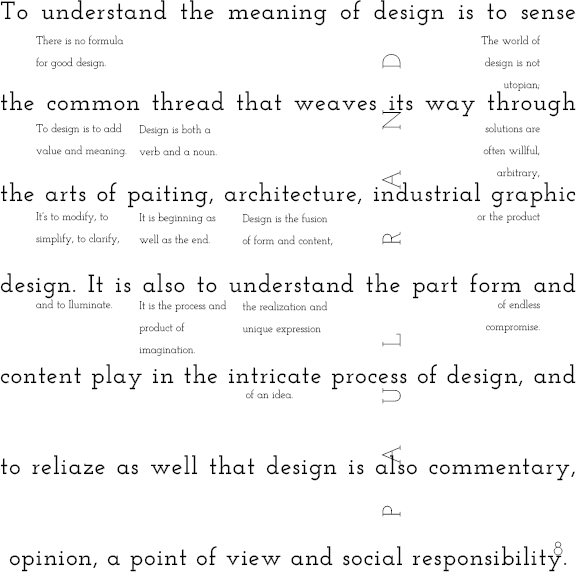 To understand the meaning of design is to sense
the common thread that weaves its way through
the arts of paiting, architecture, industrial graphic
design. It is also to understand the part form and
content play in the intricate process of design, and
to reliaze as well that design is also commentary,
opinion, a point of view and social responsibility.
There is no formula
for good design.
To design is to add
value and meaning.
It's to modify, to
simplify, to clarify,
and to Iluminate.
Design is both a
verb and a noun.
It is beginning as
well as the end.
It is the process and
product of
imagination.
Design is the fusion
of form and content,
the realization and
unique expression
of an idea.
The world of
design is not
utopian;
solutions are
often willful,
arbitrary,
or the product
of endless
compromise.
PAUL RAND
8